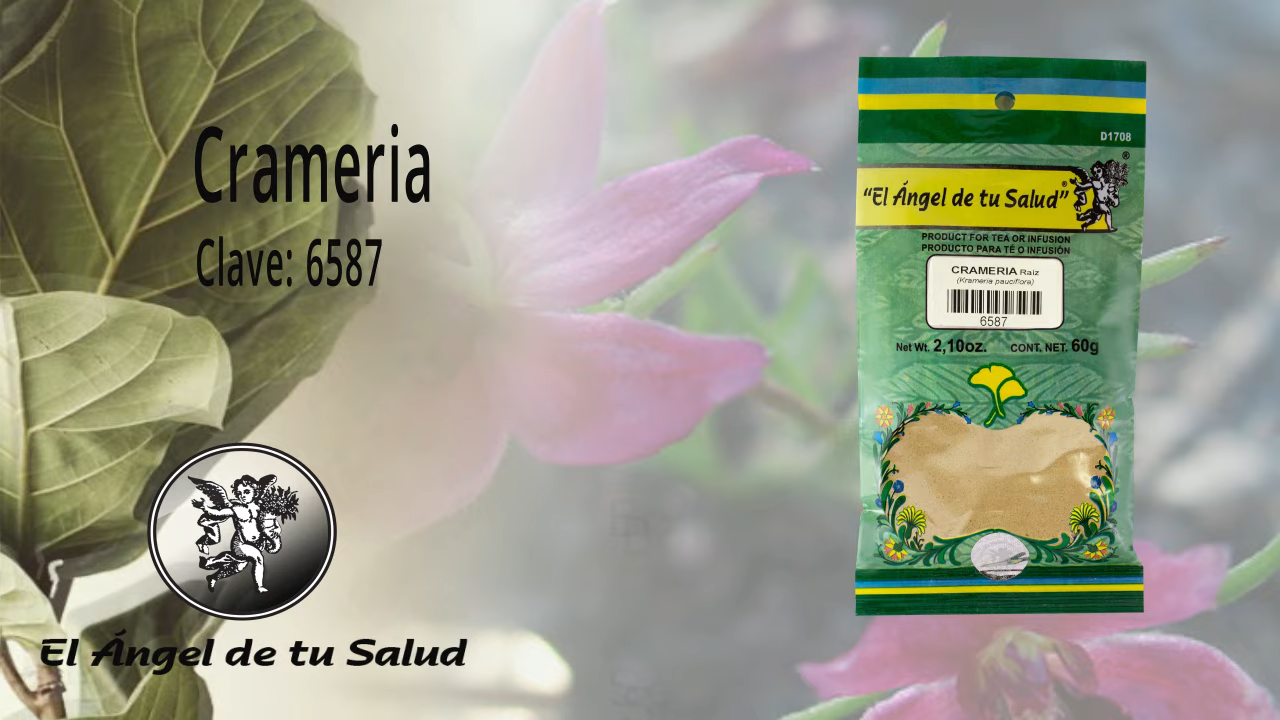 Crameria
Clave: 6587
El Ángel de tu Salud
D1708
®
"El Ángel de tu Salud"®
PRODUCT FOR TEA OR INFUSION
PRODUCTO PARA TÉ O INFUSIÓN
CRAMERIA Raíz
(Krameria pauciflora)
6587
Net Wt. 2,10oz. CONT. NET. 60g